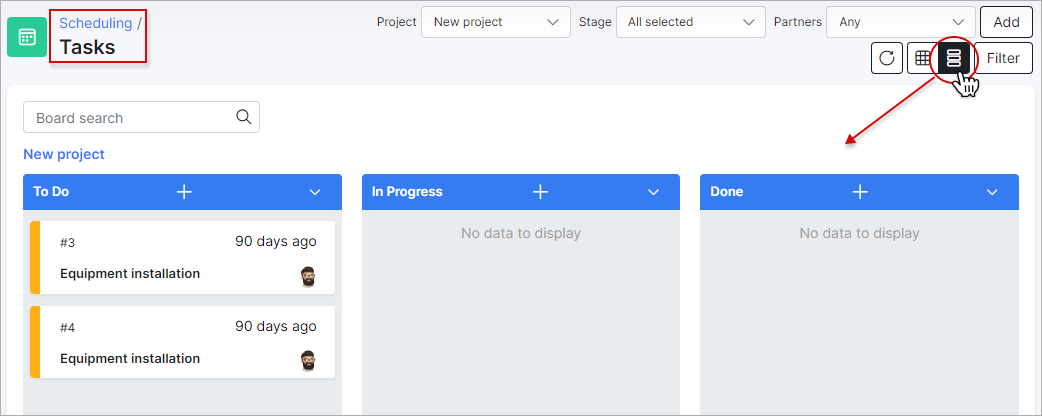 Scheduling /
Tasks
Project New project Stage All selected Partners Any Add
Filter
Board search
New project
To Do
In Progress
Done
#3 90 days ago
Equipment installation
#4 90 days ago
Equipment installation
No data to display
No data to display